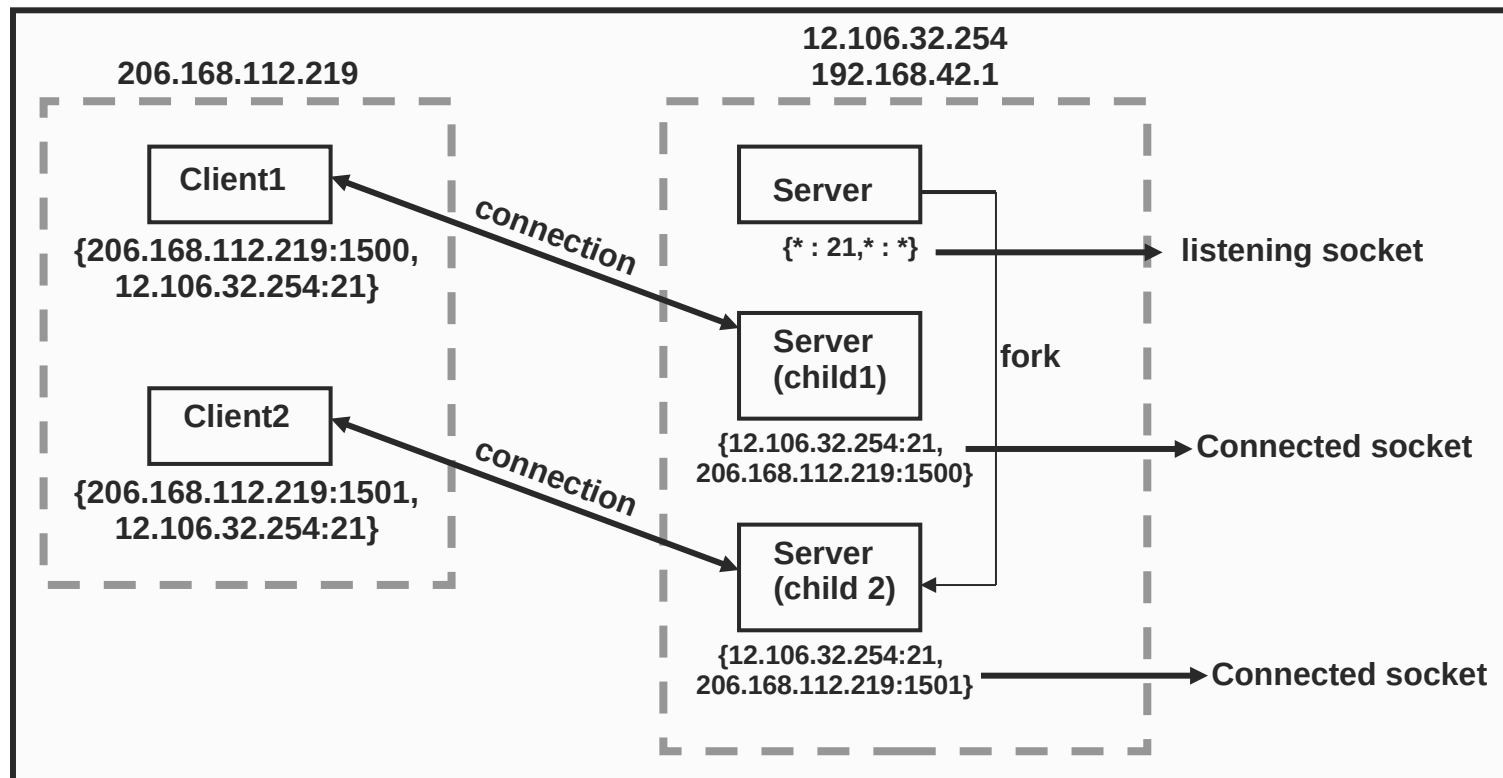 206.168.112.219
12.106.32.254
192.168.42.1
Client1
{206.168.112.219:1500,
12.106.32.254:21}
connection
Client2
{206.168.112.219:1501,
12.106.32.254:21}
connection
Server
{* : 21,* : *}
listening socket
fork
Server
(child1)
{12.106.32.254:21,
206.168.112.219:1500}
Connected socket
Server
(child 2)
{12.106.32.254:21,
206.168.112.219:1501}
Connected socket